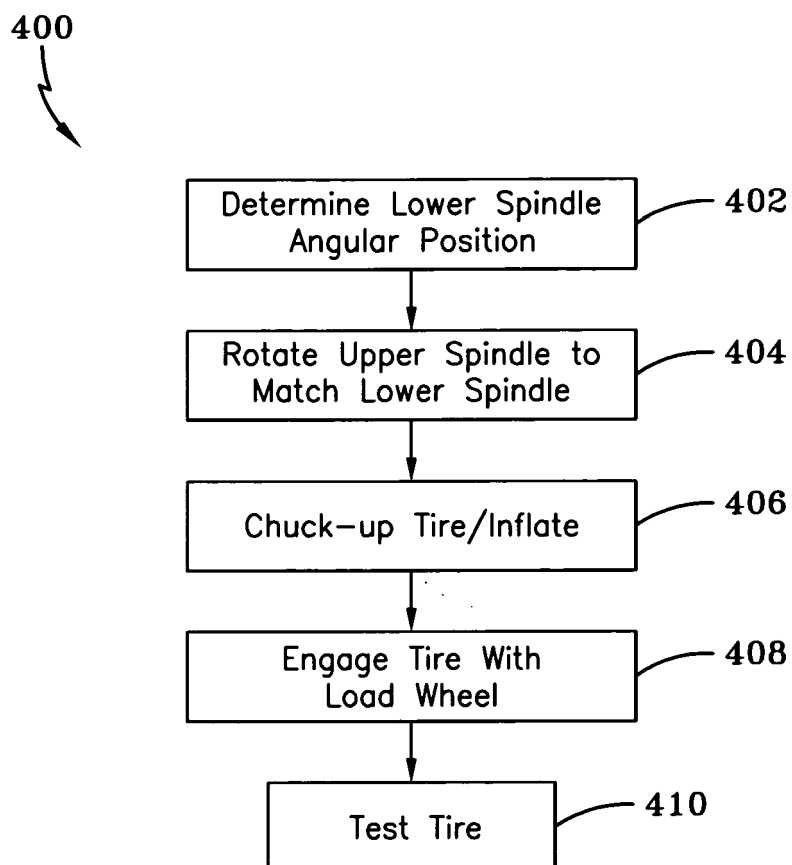 400
Determine Lower Spindle
Angular Position
402
Rotate Upper Spindle to
Match Lower Spindle
404
Chuck-up Tire/Inflate
406
Engage Tire With
Load Wheel
408
Test Tire
410